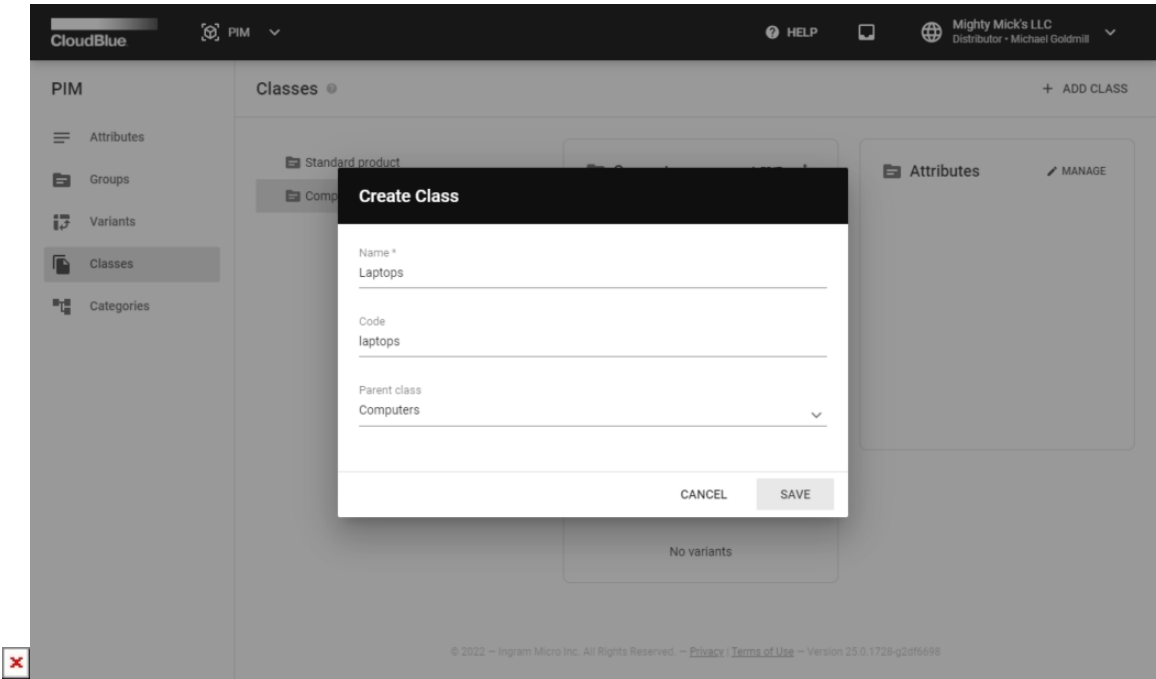 CloudBlue
PIM
HELP
Mighty Mick's LLC
Distributor • Michael Goldmill
PIM
Classes
+ ADD CLASS
Attributes
Groups
Variants
Classes
Categories
Standard product
Comp
Attributes
MANAGE
Create Class
Name *
Laptops
Code
laptops
Parent class
Computers
CANCEL
SAVE
No variants
© 2022 — Ingram Micro Inc. All Rights Reserved. — Privacy | Terms of Use — Version 25.0.1728-g2df6698